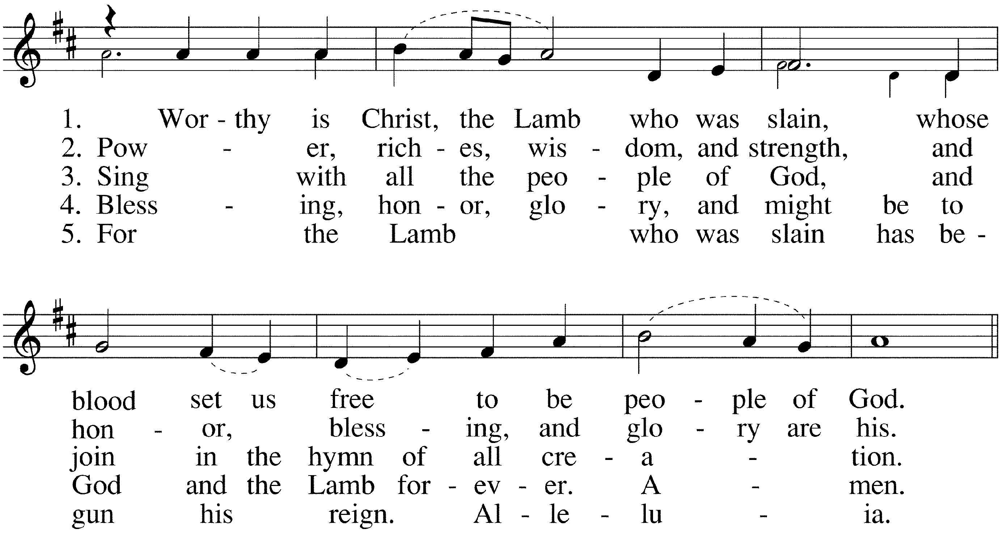 1. Wor - thy is Christ, the Lamb who was slain, whose
2. Pow - er, rich - es, wis - dom, and strength, and
3. Sing with all the peo - ple of God, and
4. Bless - ing, hon - or, glo - ry, and might be to
5. For the Lamb who was slain has be -
blood set us free to be peo - ple of God.
hon - or, bless - ing, and glo - ry are his.
join in the hymn of all cre - a - tion.
God and the Lamb for - ev - er. A - men.
gun his reign. Al - le - lu - ia.